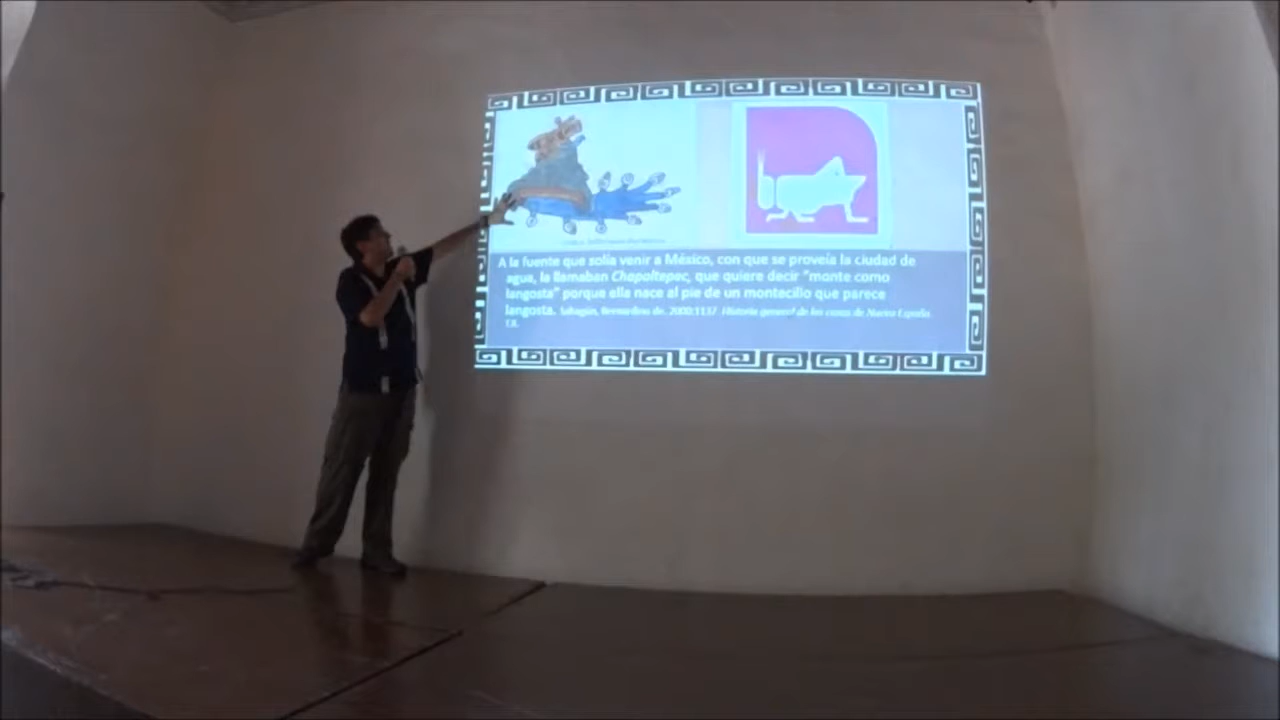 A la fuente que solía venir a México, con que se proveía la ciudad de
agua, la llamaban Chapoltepec, que quiere decir "monte como
langosta" porque ella nace al pie de un montecillo que parece
langosta. Sahagún, Bernardino de. 2000:1137 Historia general de las cosas de Nueva España